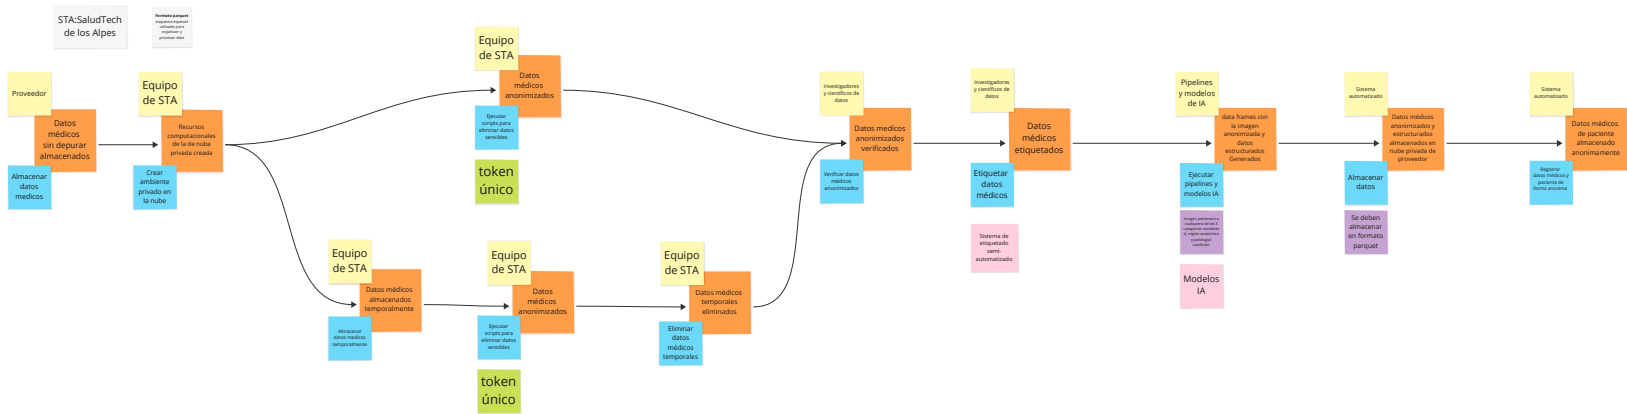 STA:SaludTech
de los Alpes
Formato parquet
esquema especial
utilizado para
organizar y
procesar data
Proveedor
Datos
médicos
sin depurar
almacenados
Almacenar
datos
medicos
Equipo
de STA
Recursos
computacionales
de la de nube
privada creada
Crear
ambiente
privado en
la nube
Equipo
de STA
Datos
médicos
anonimizados
Ejecutar
scripts para
eliminar datos
sensibles
token
único
Equipo
de STA
Datos médicos
almacenados
temporalmente
Almacenar
datos medicos
temporalmente
Equipo
de STA
Datos
médicos
anonimizados
Ejecutar
scripts para
eliminar datos
sensibles
token
único
Equipo
de STA
Datos médicos
temporales
eliminados
Eliminar
datos
médicos
temporales
Investigadores
y científicos de
datos
Datos medicos
anonimizados
verificados
Verificar datos
médicos
anonimizados
Investigadores
y científicos de
datos
Datos
médicos
etiquetados
Etiquetar
datos
médicos
Sistema de
etiquetado
semi-
automatizado
Pipelines
y modelos
de IA
data frames con
la imagen
anonimizada y
datos
estructurados
Generados
Ejecutar
pipelines y
modelos IA
Modelos
IA
Sistema
automatizado
Datos médicos
anonimizados y
estructurados
almacenados en
nube privada de
proveedor
Almacenar
datos
Se deben
almacenar
en formato
parquet
Sistema
automatizado
Datos médicos
de paciente
almacenado
anonimamente
Registrar
datos médicos y
paciente de
forma anonima